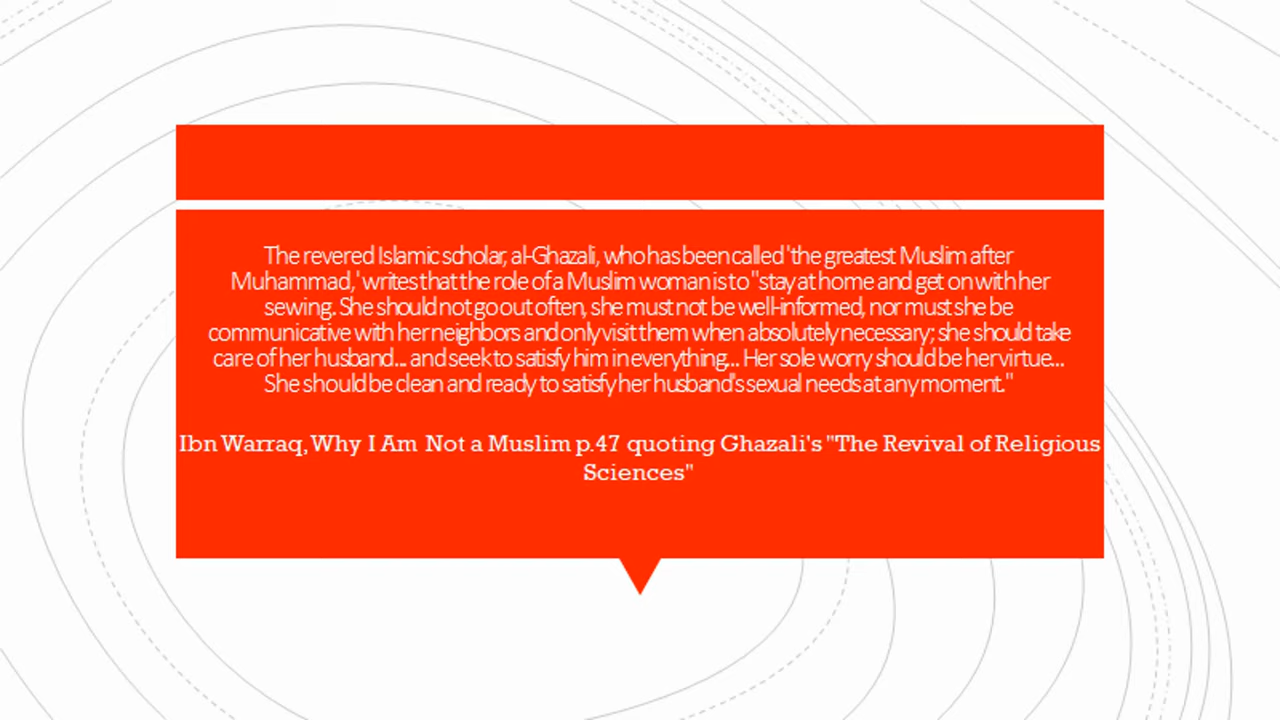 The revered Islamic scholar, al-Ghazali, who has been called 'the greatest Muslim after
Muhammad,' writes that the role of a Muslim woman is to "stay at home and get on with her
sewing. She should not go out often, she must not be well-informed, nor must she be
communicative with her neighbors and only visit them when absolutely necessary; she should take
care of her husband... and seek to satisfy him in everything... Her sole worry should be her virtue...
She should be clean and ready to satisfy her husband's sexual needs at any moment."
Ibn Warraq, Why I Am Not a Muslim p.47 quoting Ghazali's "The Revival of Religious
Sciences"